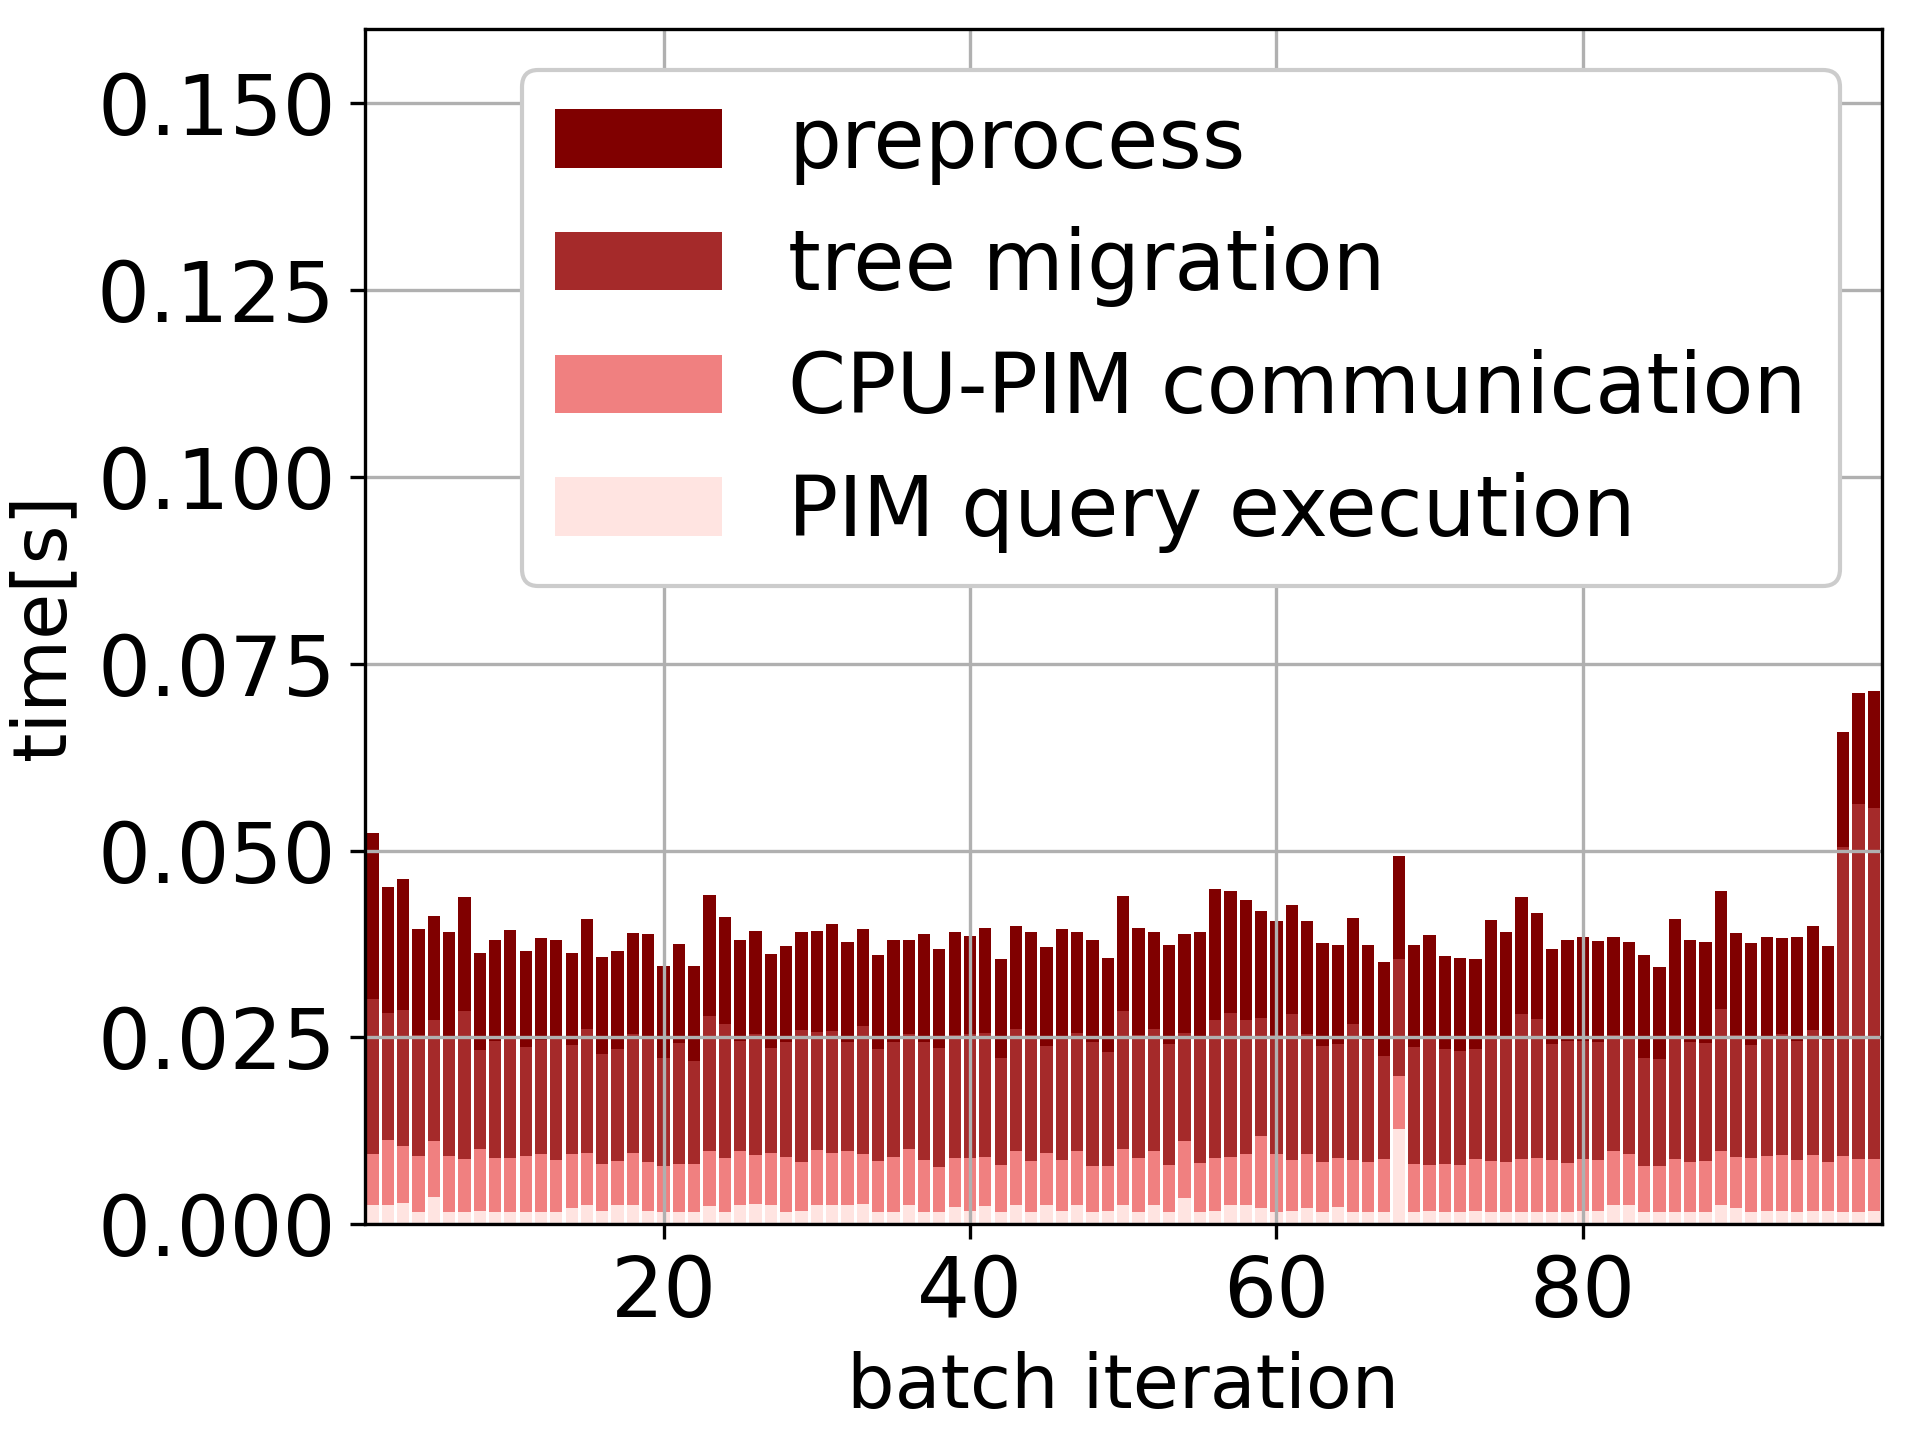 0.150
0.125
0.100
0.075
0.050
0.025
0.000
time[s]
preprocess
tree migration
CPU-PIM communication
PIM query execution
20 40 60 80
batch iteration